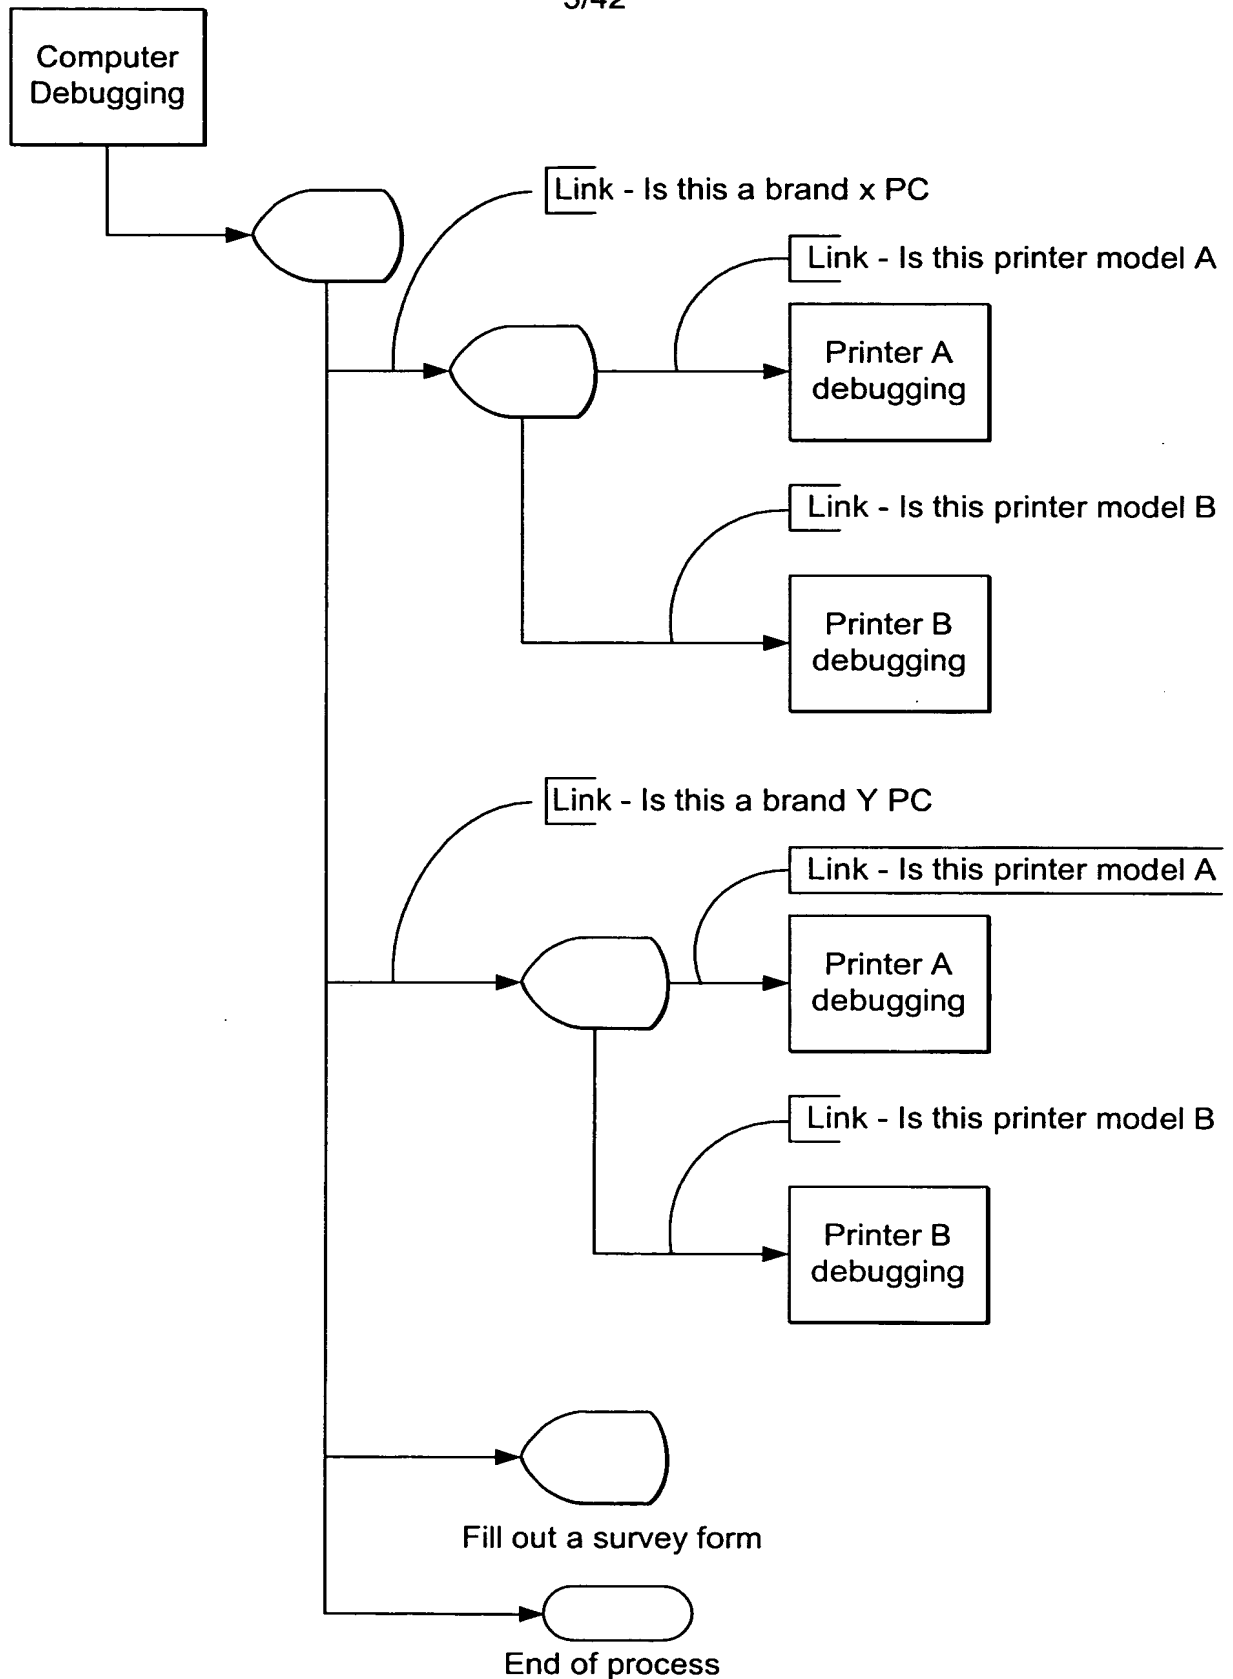 3/42
Computer
Debugging
Link - Is this a brand x PC
Link - Is this printer model A
Printer A
debugging
Link - Is this printer model B
Printer B
debugging
Link - Is this a brand Y PC
Link - Is this printer model A
Printer A
debugging
Link - Is this printer model B
Printer B
debugging
Fill out a survey form
End of process